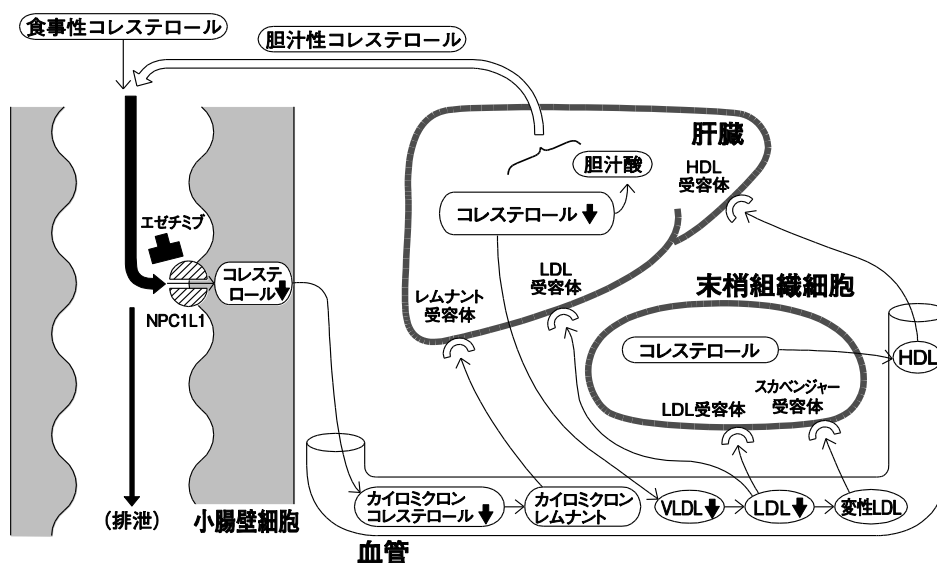 食事性コレステロール
胆汁性コレステロール
肝臓
胆汁酸
HDL
受容体
コレステロール
エゼチミブ
コレステ
ロール
NPC1L1
LDL
受容体
レムナント
受容体
末梢組織細胞
コレステロール
HDL
スカベンジャー
受容体
LDL受容体
カイロミクロン
コレステロール
カイロミクロン
レムナント
VLDL
LDL
変性LDL
(排泄)
小腸壁細胞
血管